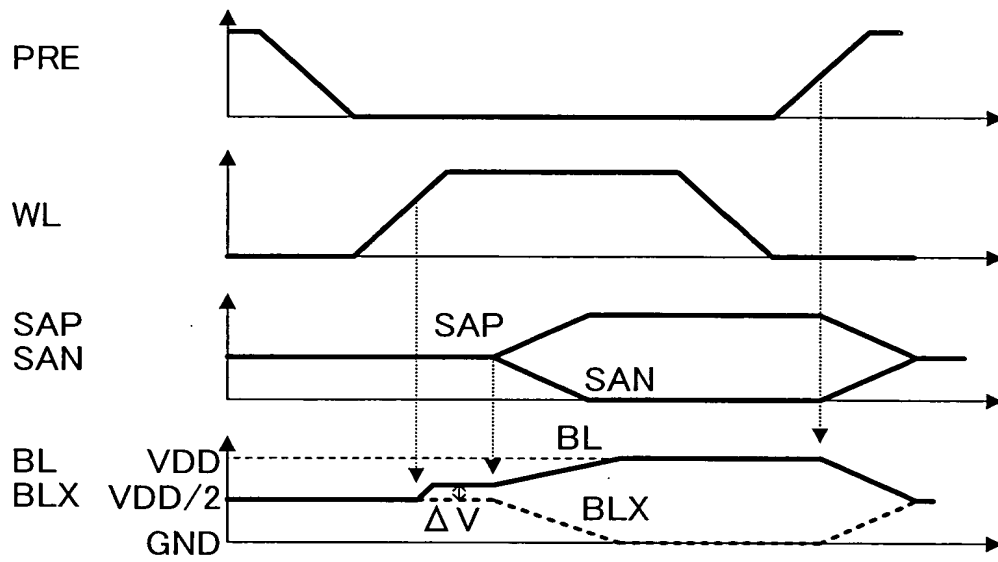 PRE
WL
SAP
SAN
SAP
SAN
BL
BLX
VDD
VDD/2
GND
BL
ΔV
BLX